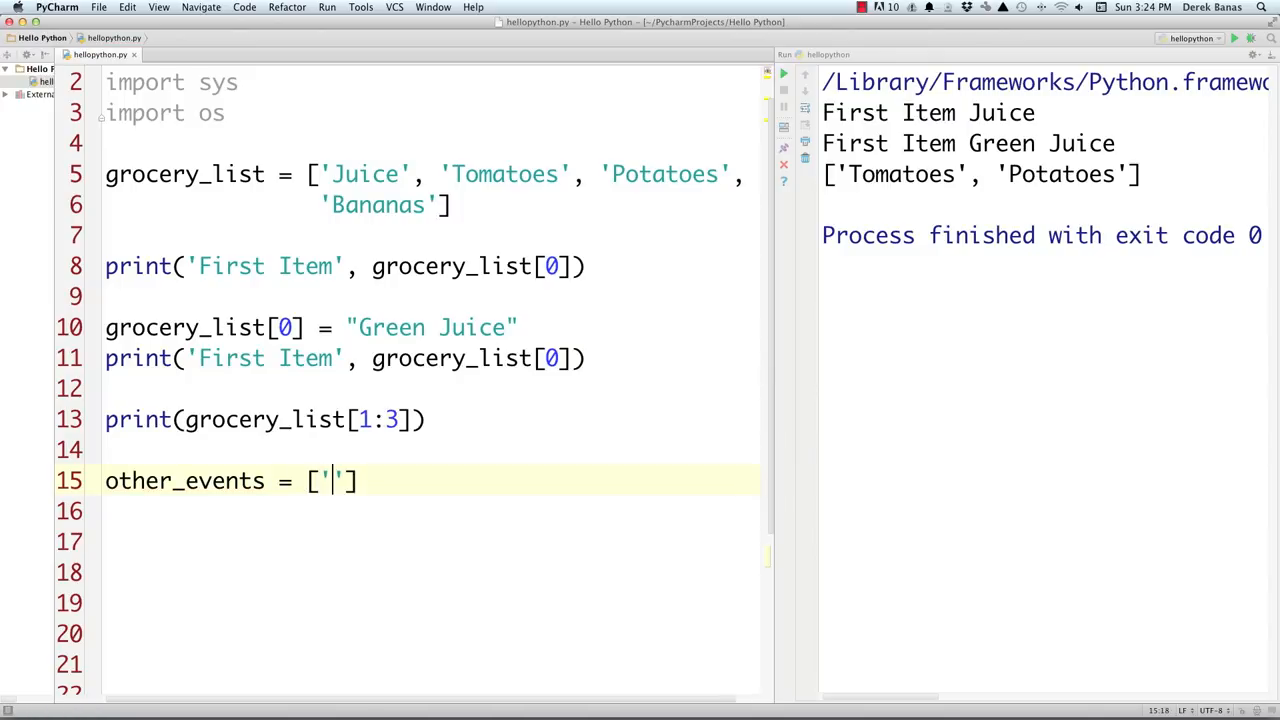 PyCharm File Edit View Navigate Code Refactor Run Tools VCS Window Help 10 Sun 3:24 PM Derek Banas
hellopython.py - Hello Python - [~/PycharmProjects/Hello Python]
Hello Python hellopython.py hellopython
hellopython.py × Run hellopython
Hello P
hell
Externa
2 import sys
3 import os
4
5 grocery_list = ['Juice', 'Tomatoes', 'Potatoes',
6 'Bananas']
7
8 print('First Item', grocery_list[0])
9
10 grocery_list[0] = "Green Juice"
11 print('First Item', grocery_list[0])
12
13 print(grocery_list[1:3])
14
15 other_events = ['']
16
17
18
19
20
21
22
/Library/Frameworks/Python.framewo
First Item Juice
First Item Green Juice
['Tomatoes', 'Potatoes']
Process finished with exit code 0
15:18 LF UTF-8